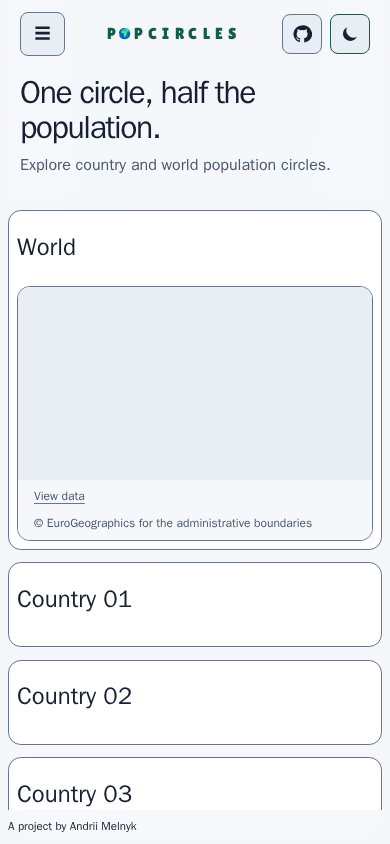 P🌍PCIRCLES
One circle, half the
population.
Explore country and world population circles.
World
View data
© EuroGeographics for the administrative boundaries
Country 01
Country 02
Country 03
A project by Andrii Melnyk